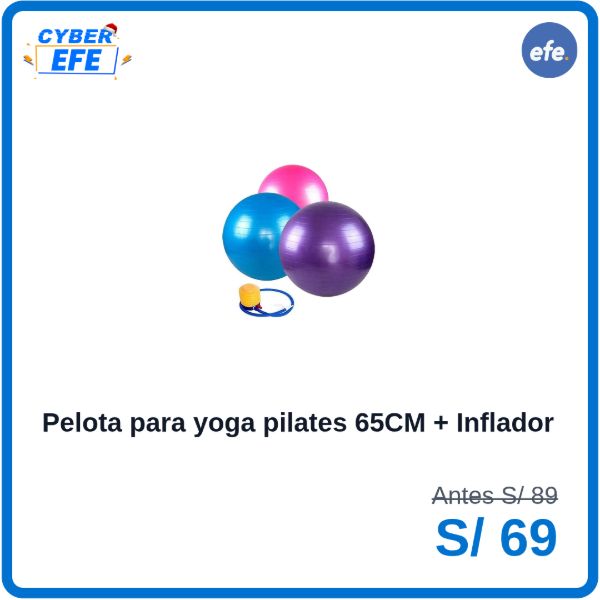 CYBER
EFE
efe.
Pelota para yoga pilates 65CM + Inflador
Antes S/ 89
S/ 69